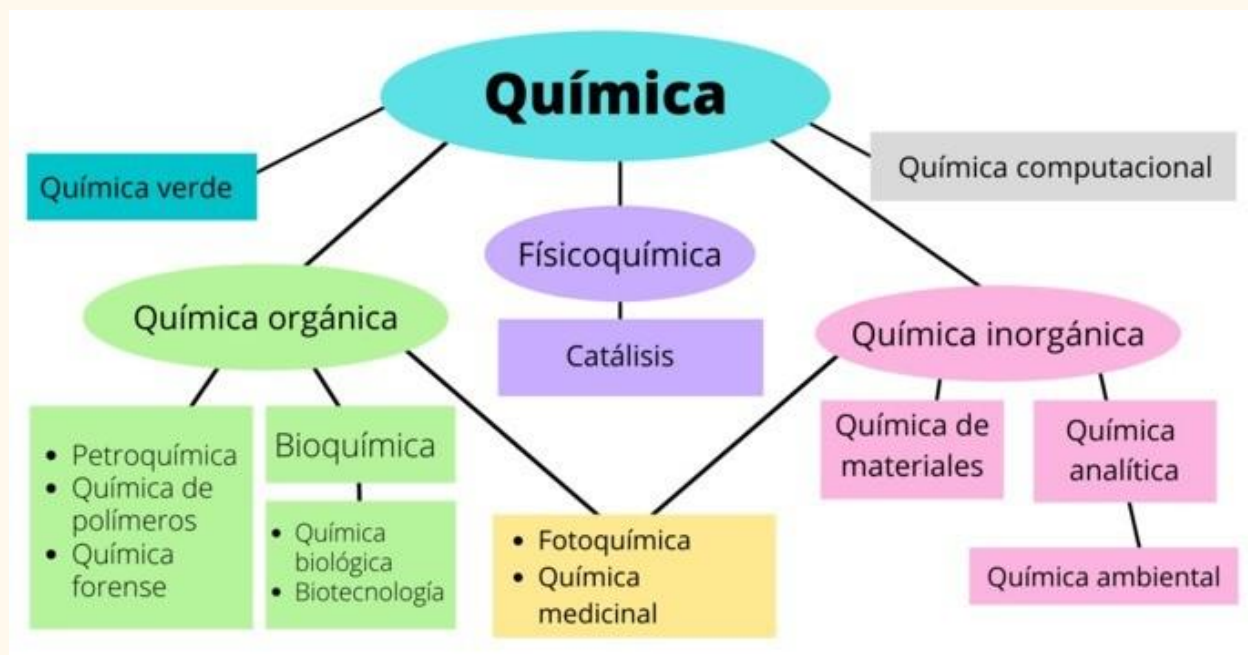 Química
Química verde
Química computacional
Físicoquímica
Química orgánica
Química inorgánica
Catálisis
• Petroquímica
• Química de
polímeros
• Química
forense
Bioquímica
• Química
biológica
• Biotecnología
• Fotoquímica
• Química
medicinal
Química de
materiales
Química
analítica
Química ambiental